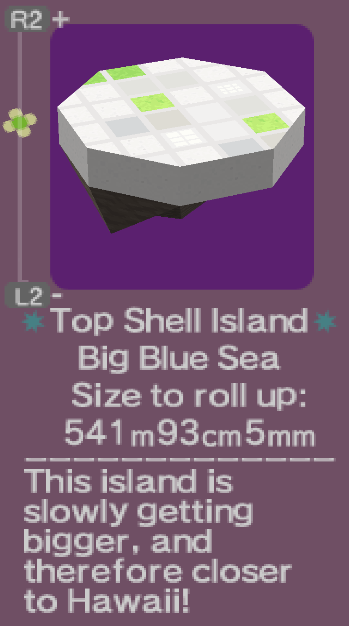 R2 +
L2 -
Top Shell Island
Big Blue Sea
Size to roll up:
541m93cm5mm
This island is
slowly getting
bigger, and
therefore closer
to Hawaii!